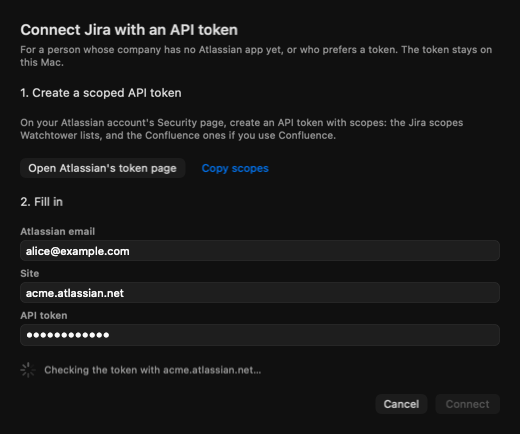 Connect Jira with an API token
For a person whose company has no Atlassian app yet, or who prefers a token. The token stays on
this Mac.
1. Create a scoped API token
On your Atlassian account's Security page, create an API token with scopes: the Jira scopes
Watchtower lists, and the Confluence ones if you use Confluence.
Open Atlassian's token page
Copy scopes
2. Fill in
Atlassian email
alice@example.com
Site
acme.atlassian.net
API token
••••••••••••
Checking the token with acme.atlassian.net...
Cancel
Connect